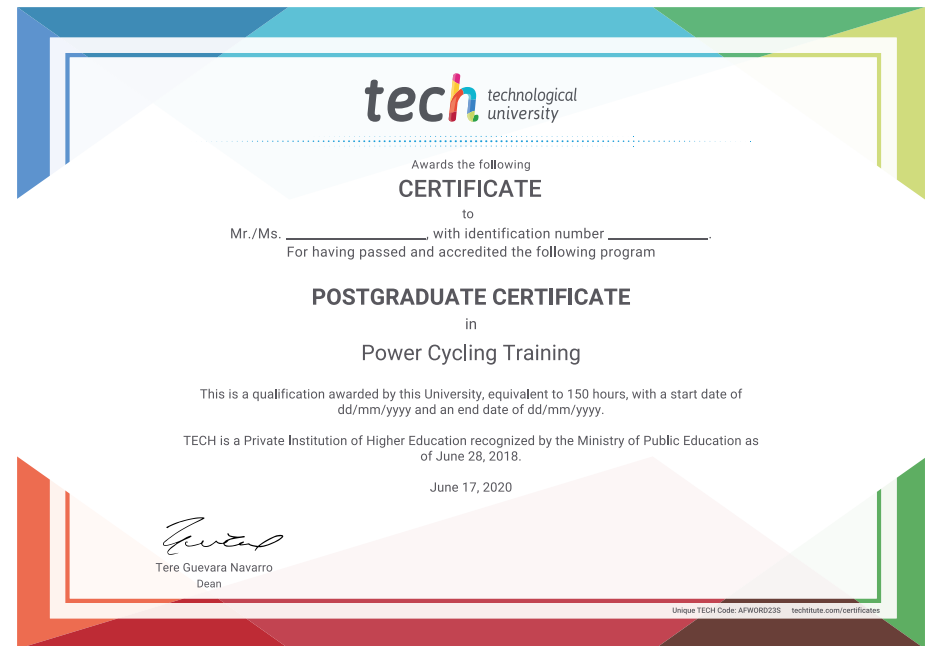 tech technological
university
Awards the following
CERTIFICATE
to
Mr./Ms. ____________________, with identification number ______________.
For having passed and accredited the following program
POSTGRADUATE CERTIFICATE
in
Power Cycling Training
This is a qualification awarded by this University, equivalent to 150 hours, with a start date of
dd/mm/yyyy and an end date of dd/mm/yyyy.
TECH is a Private Institution of Higher Education recognized by the Ministry of Public Education as
of June 28, 2018.
June 17, 2020
Tere Guevara Navarro
Dean
Unique TECH Code: AFWORD23S techtitute.com/certificates